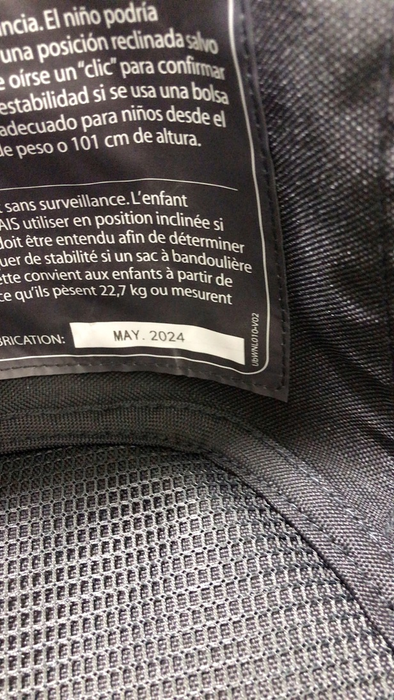 ncia. El niño podría
una posición reclinada salvo
e oírse un "clic" para confirmar
estabilidad si se usa una bolsa
adecuado para niños desde el
de peso o 101 cm de altura.
sans surveillance. L'enfant
AIS utiliser en position inclinée si
doit être entendu afin de déterminer
uer de stabilité si un sac à bandoulière
ette convient aux enfants à partir de
ce qu'ils pèsent 22,7 kg ou mesurent
BRICATION: MAY. 2024
UbWNL010-V02